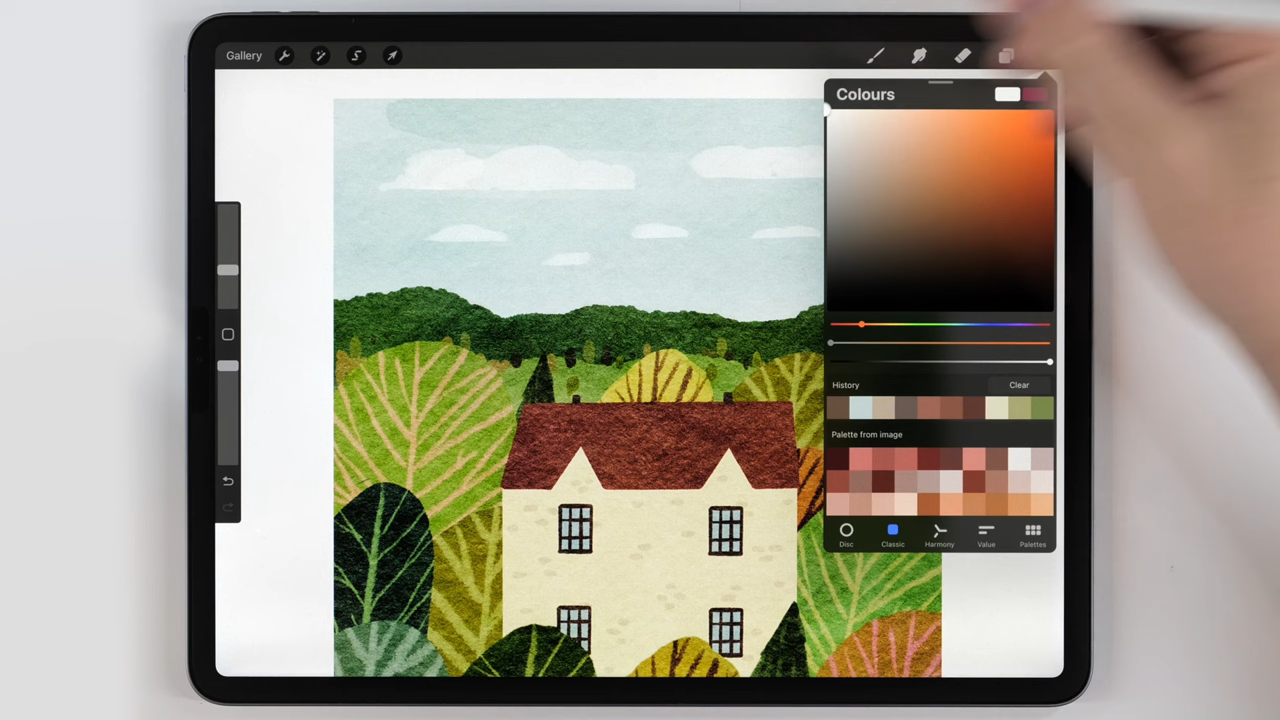 Gallery
Colours
History
Clear
Palette from image
Disc
Classic
Harmony
Value
Palettes